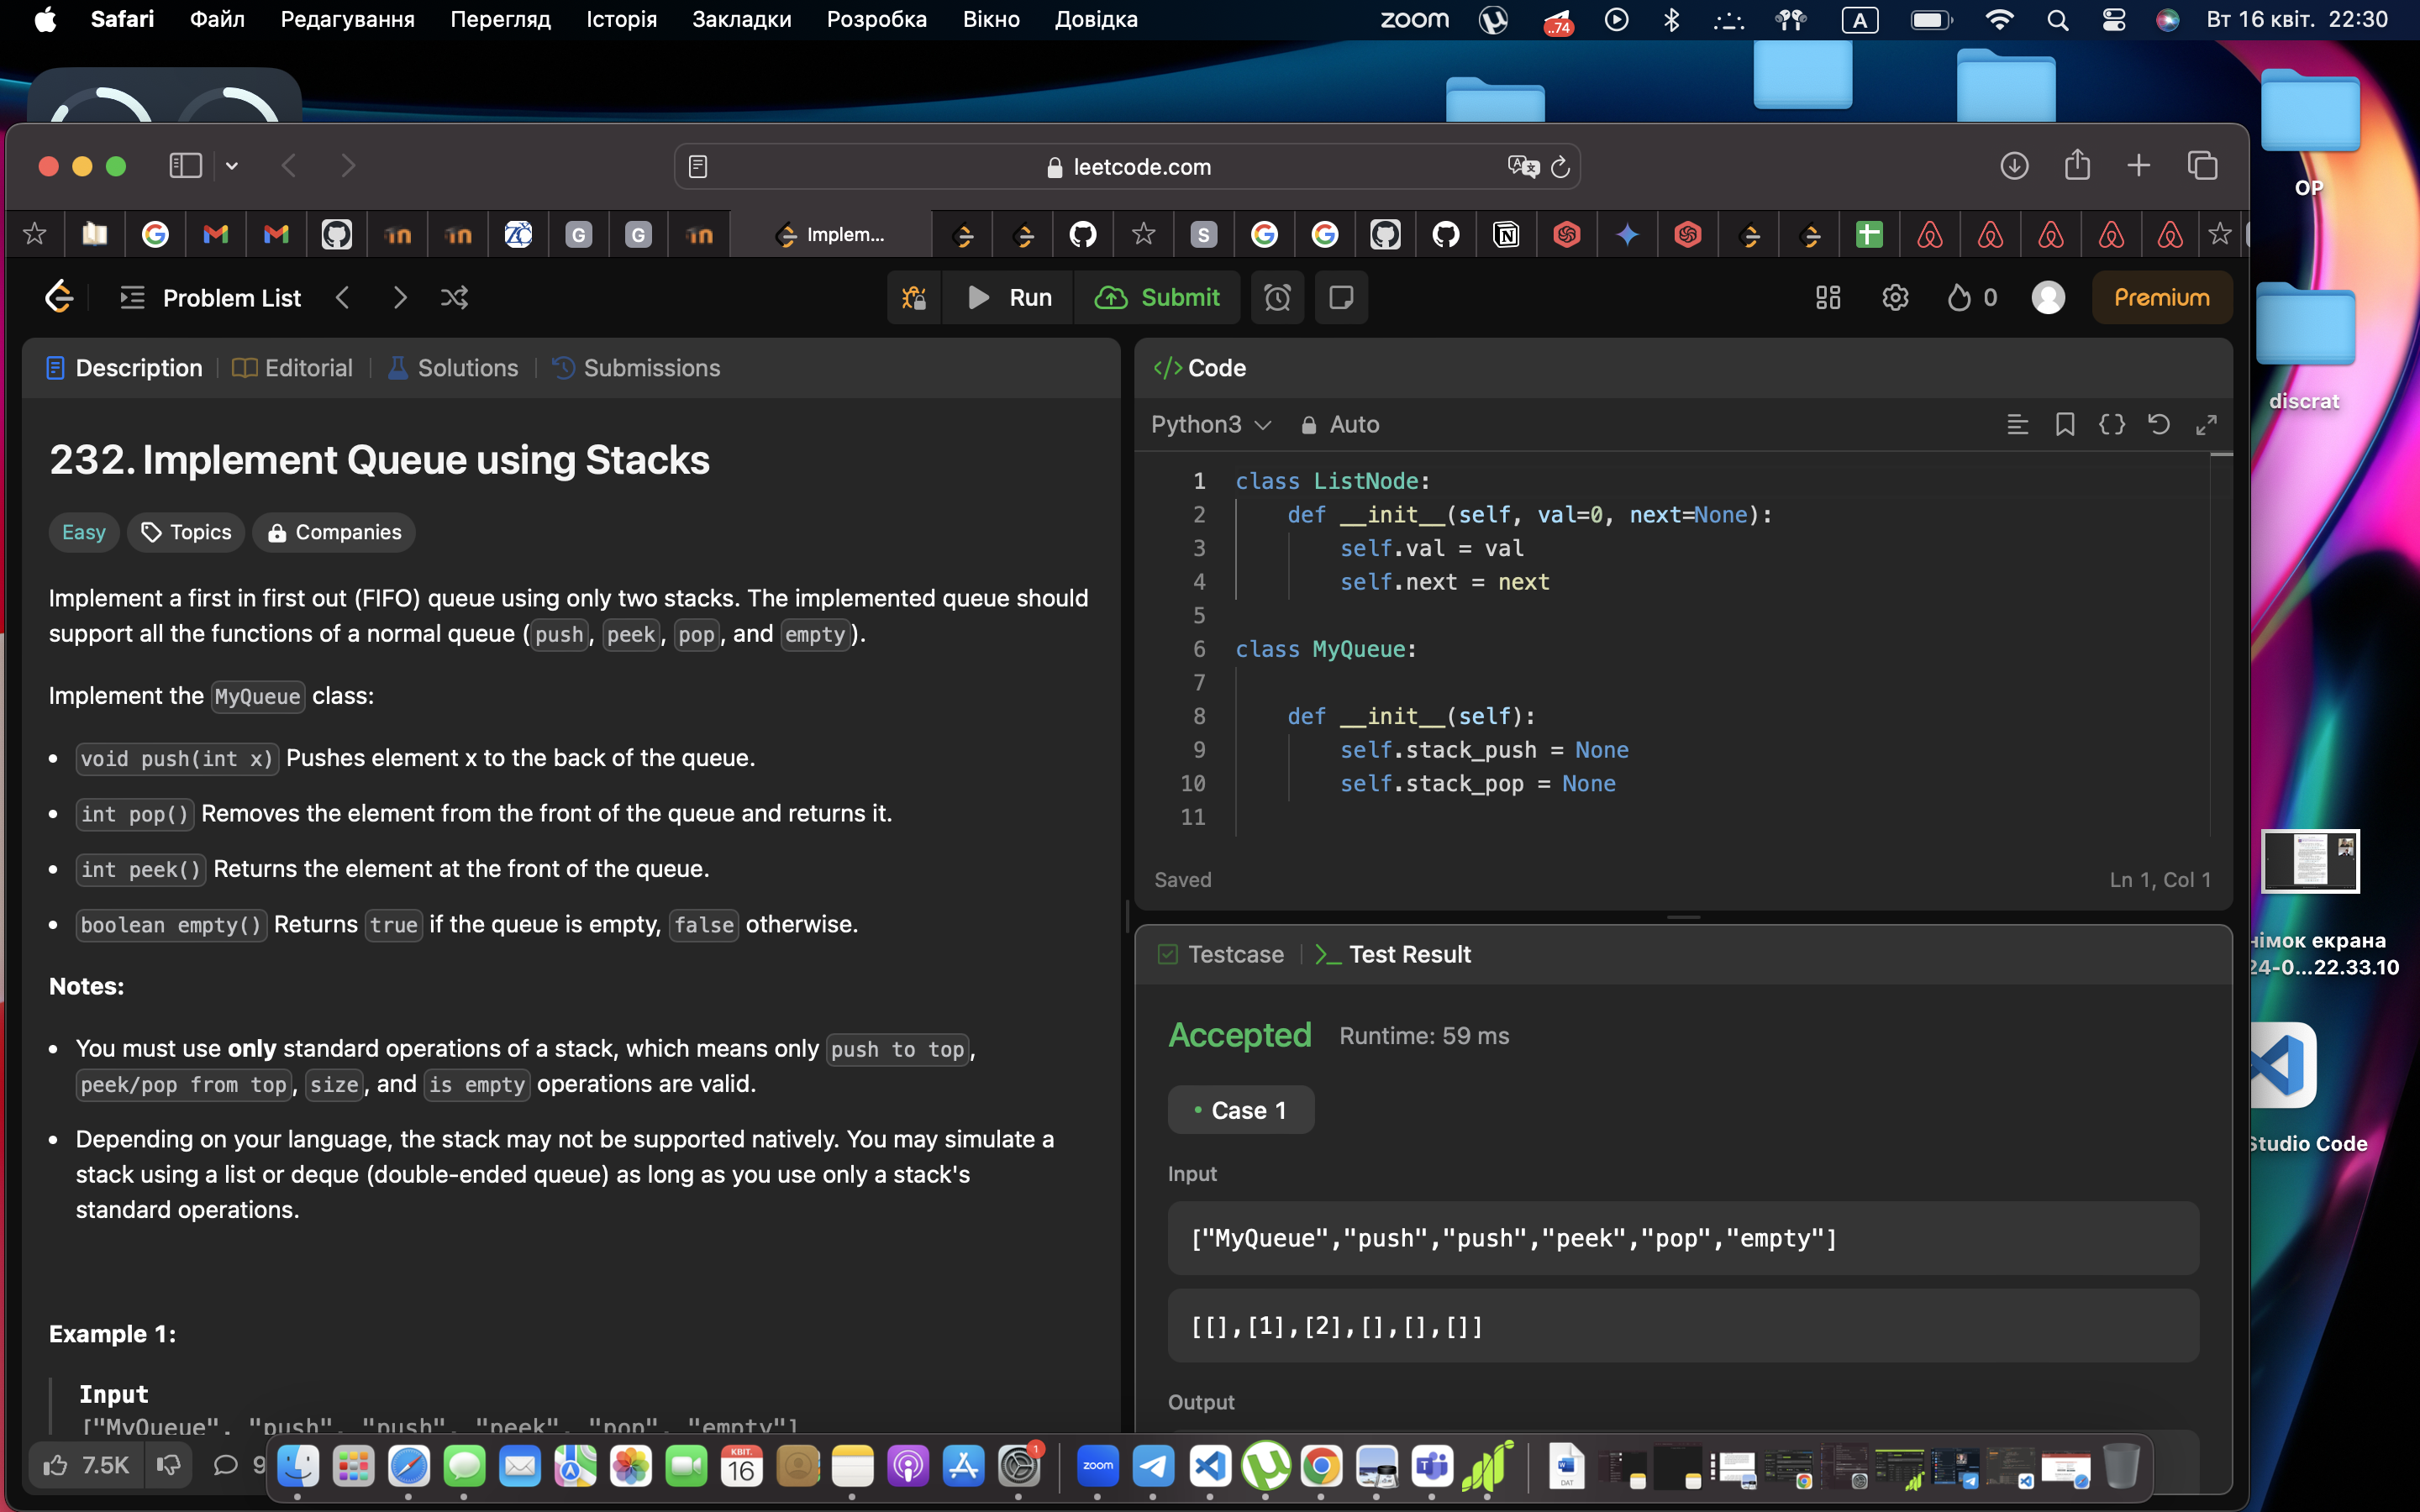 Safari Файл Редагування Перегляд Історія Закладки Розробка Вікно Довідка zoom ..74 A Вт 16 квіт. 22:30
leetcode.com
Implem...
Problem List Run Submit 0 Premium
Description Editorial Solutions Submissions
232. Implement Queue using Stacks
Easy Topics Companies
Implement a first in first out (FIFO) queue using only two stacks. The implemented queue should
support all the functions of a normal queue (push, peek, pop, and empty).
Implement the MyQueue class:
• void push(int x) Pushes element x to the back of the queue.
• int pop() Removes the element from the front of the queue and returns it.
• int peek() Returns the element at the front of the queue.
• boolean empty() Returns true if the queue is empty, false otherwise.
Notes:
• You must use only standard operations of a stack, which means only push to top,
peek/pop from top, size, and is empty operations are valid.
• Depending on your language, the stack may not be supported natively. You may simulate a
stack using a list or deque (double-ended queue) as long as you use only a stack's
standard operations.
Example 1:
Input
["MyQueue", "push", "push", "peek", "pop", "empty"]
7.5K 9
Code
Python3 Auto
1 class ListNode:
2 def __init__(self, val=0, next=None):
3 self.val = val
4 self.next = next
5
6 class MyQueue:
7
8 def __init__(self):
9 self.stack_push = None
10 self.stack_pop = None
11
Saved Ln 1, Col 1
Testcase Test Result
Accepted Runtime: 59 ms
• Case 1
Input
["MyQueue","push","push","peek","pop","empty"]
[[],[1],[2],[],[],[]]
Output
OP
discrat
німок екрана
24-0...22.33.10
Studio Code
КВІТ.
16
1
zoom
DAT